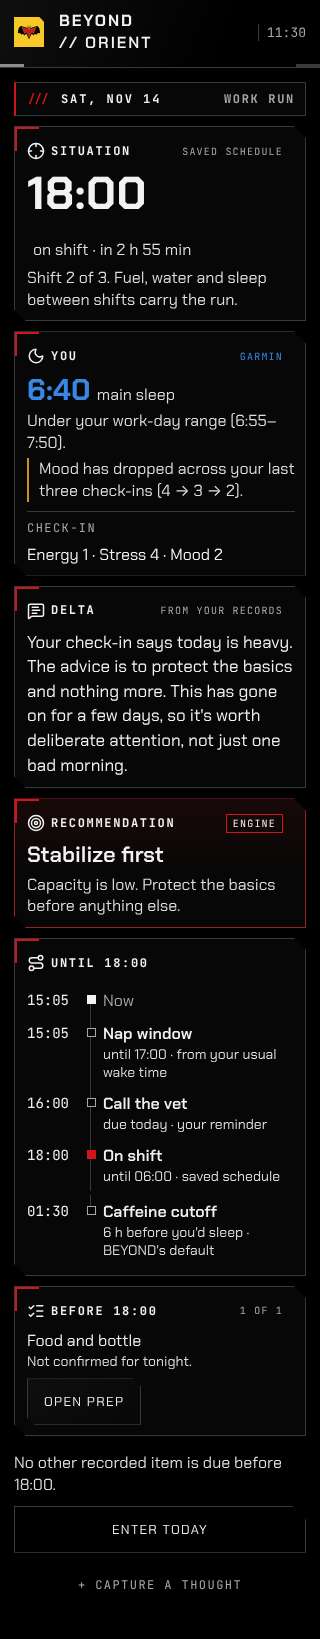 BEYOND
// ORIENT
11:30
/// SAT, NOV 14
WORK RUN
SITUATION
SAVED SCHEDULE
18:00
on shift · in 2 h 55 min
Shift 2 of 3. Fuel, water and sleep
between shifts carry the run.
YOU
GARMIN
6:40 main sleep
Under your work-day range (6:55–
7:50).
Mood has dropped across your last
three check-ins (4 → 3 → 2).
CHECK-IN
Energy 1 · Stress 4 · Mood 2
DELTA
FROM YOUR RECORDS
Your check-in says today is heavy.
The advice is to protect the basics
and nothing more. This has gone
on for a few days, so it's worth
deliberate attention, not just one
bad morning.
RECOMMENDATION
ENGINE
Stabilize first
Capacity is low. Protect the basics
before anything else.
UNTIL 18:00
15:05 Now
15:05 Nap window
until 17:00 · from your usual
wake time
16:00 Call the vet
due today · your reminder
18:00 On shift
until 06:00 · saved schedule
01:30 Caffeine cutoff
6 h before you'd sleep ·
BEYOND's default
BEFORE 18:00
1 OF 1
Food and bottle
Not confirmed for tonight.
OPEN PREP
No other recorded item is due before
18:00.
ENTER TODAY
+ CAPTURE A THOUGHT